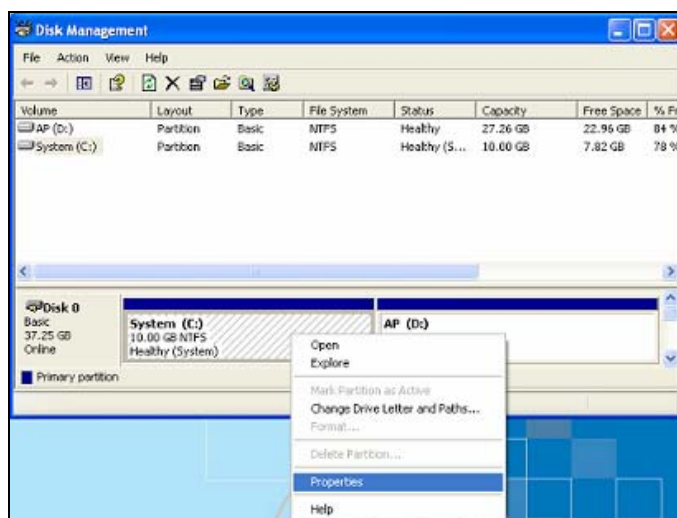 Disk Management
File Action View Help
Volume Layout Type File System Status Capacity Free Space % Fr
AP (D:) Partition Basic NTFS Healthy 27.26 GB 22.96 GB 84 %
System (C:) Partition Basic NTFS Healthy (S... 10.00 GB 7.82 GB 78 %
Disk 0
Basic
37.25 GB
Online
System (C:)
10.00 GB NTFS
Healthy (System)
AP (D:)
Primary partition
Open
Explore
Mark Partition as Active
Change Drive Letter and Paths...
Format...
Delete Partition...
Properties
Help